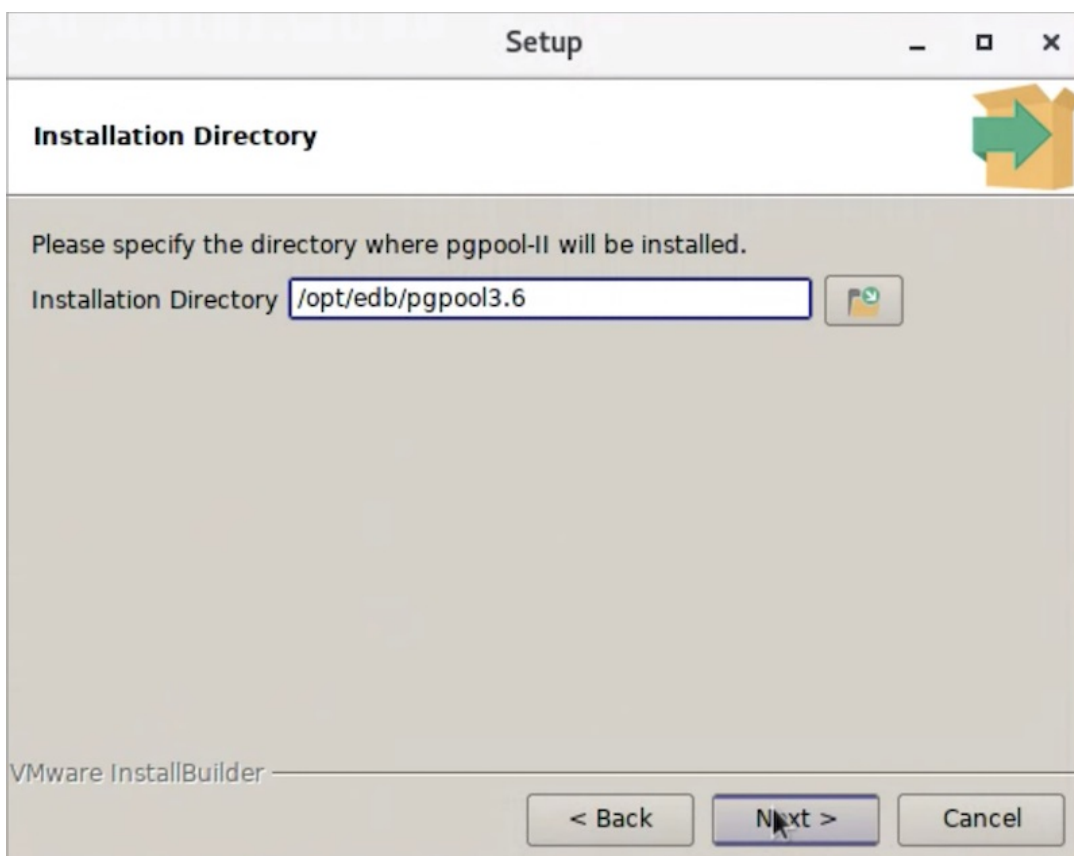 Setup
Installation Directory
Please specify the directory where pgpool-II will be installed.
Installation Directory /opt/edb/pgpool3.6
VMware InstallBuilder
< Back Next > Cancel